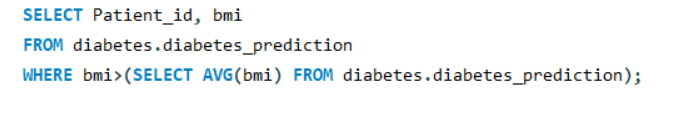 SELECT Patient_id, bmi
FROM diabetes.diabetes_prediction
WHERE bmi>(SELECT AVG(bmi) FROM diabetes.diabetes_prediction);